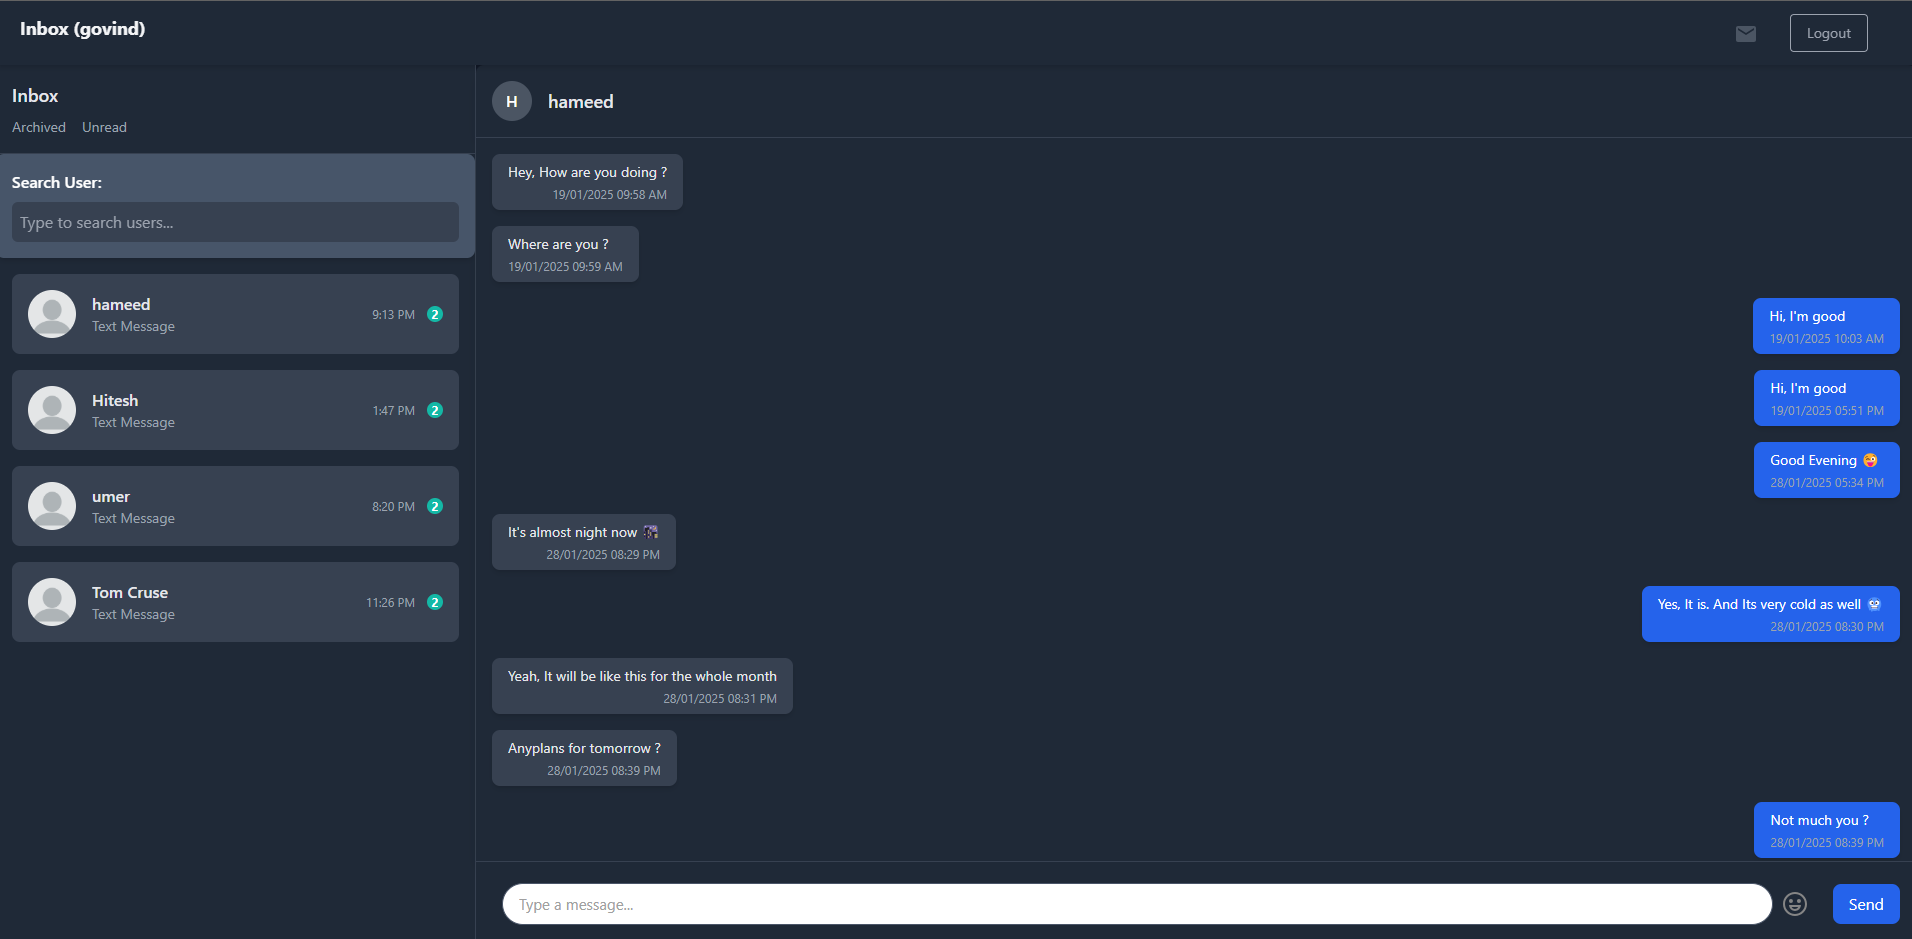 Inbox (govind)
Logout
Inbox
Archived Unread
Search User:
Type to search users...
hameed
Text Message
9:13 PM 2
Hitesh
Text Message
1:47 PM 2
umer
Text Message
8:20 PM 2
Tom Cruse
Text Message
11:26 PM 2
H hameed
Hey, How are you doing ?
19/01/2025 09:58 AM
Where are you ?
19/01/2025 09:59 AM
Hi, I'm good
19/01/2025 10:03 AM
Hi, I'm good
19/01/2025 05:51 PM
Good Evening 🥰
28/01/2025 05:34 PM
It's almost night now 🎑
28/01/2025 08:29 PM
Yes, It is. And Its very cold as well 🥶
28/01/2025 08:30 PM
Yeah, It will be like this for the whole month
28/01/2025 08:31 PM
Anyplans for tomorrow ?
28/01/2025 08:39 PM
Not much you ?
28/01/2025 08:39 PM
Type a message...
Send